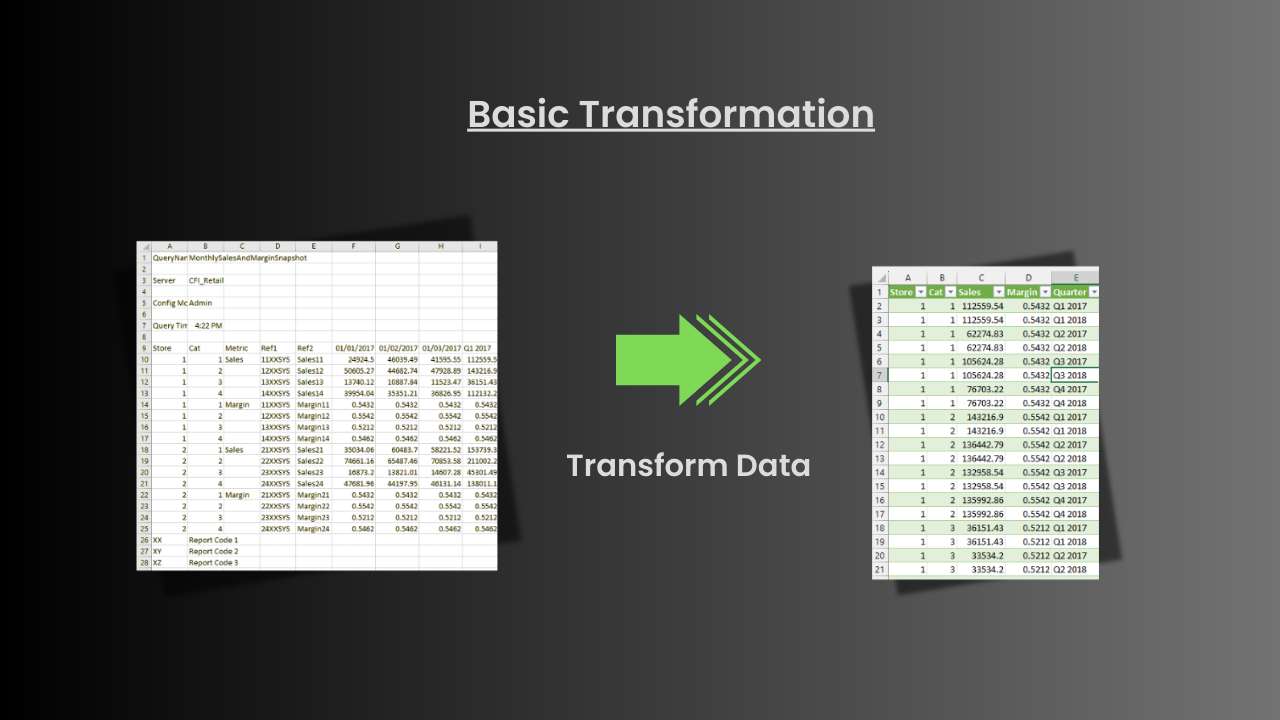 Basic Transformation
A B C D E F G H I
1 QueryNar MonthlySalesAndMarginSnapshot
2
3 Server CFI_Retail
4
5 Config Mc Admin
6
7 Query Tin 4:22 PM
8
9 Store Cat Metric Ref1 Ref2 01/01/2017 01/02/2017 01/03/2017 Q1 2017
10 1 1 Sales 11XXSYS Sales11 24924.5 46039.49 41595.55 112559.5
11 1 2 12XXSYS Sales12 50605.27 44682.74 47928.89 143216.9
12 1 3 13XXSYS Sales13 13740.12 10887.84 11523.47 36151.43
13 1 4 14XXSYS Sales14 39954.04 35351.21 36826.95 112132.2
14 1 1 Margin 11XXSYS Margin11 0.5432 0.5432 0.5432 0.5432
15 1 2 12XXSYS Margin12 0.5542 0.5542 0.5542 0.5542
16 1 3 13XXSYS Margin13 0.5212 0.5212 0.5212 0.5212
17 1 4 14XXSYS Margin14 0.5462 0.5462 0.5462 0.5462
18 2 1 Sales 21XXSYS Sales21 35034.06 60483.7 58221.52 153739.3
19 2 2 22XXSYS Sales22 74661.16 65487.46 70853.58 211002.2
20 2 3 23XXSYS Sales23 16873.2 13821.01 14607.28 45301.49
21 2 4 24XXSYS Sales24 47681.96 44197.95 46131.14 138011.1
22 2 1 Margin 21XXSYS Margin21 0.5432 0.5432 0.5432 0.5432
23 2 2 22XXSYS Margin22 0.5542 0.5542 0.5542 0.5542
24 2 3 23XXSYS Margin23 0.5212 0.5212 0.5212 0.5212
25 2 4 24XXSYS Margin24 0.5462 0.5462 0.5462 0.5462
26 XX Report Code 1
27 XY Report Code 2
28 XZ Report Code 3
Transform Data
A B C D E
1 Store Cat Sales Margin Quarter
2 1 1 112559.54 0.5432 Q1 2017
3 1 1 112559.54 0.5432 Q1 2018
4 1 1 62274.83 0.5432 Q2 2017
5 1 1 62274.83 0.5432 Q2 2018
6 1 1 105624.28 0.5432 Q3 2017
7 1 1 105624.28 0.5432 Q3 2018
8 1 1 76703.22 0.5432 Q4 2017
9 1 1 76703.22 0.5432 Q4 2018
10 1 2 143216.9 0.5542 Q1 2017
11 1 2 143216.9 0.5542 Q1 2018
12 1 2 136442.79 0.5542 Q2 2017
13 1 2 136442.79 0.5542 Q2 2018
14 1 2 132958.54 0.5542 Q3 2017
15 1 2 132958.54 0.5542 Q3 2018
16 1 2 135992.86 0.5542 Q4 2017
17 1 2 135992.86 0.5542 Q4 2018
18 1 3 36151.43 0.5212 Q1 2017
19 1 3 36151.43 0.5212 Q1 2018
20 1 3 33534.2 0.5212 Q2 2017
21 1 3 33534.2 0.5212 Q2 2018